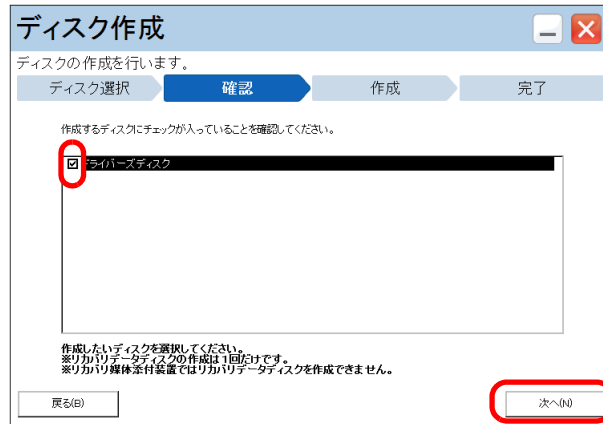 ディスク作成
ディスクの作成を行います。
ディスク選択 確認 作成 完了
作成するディスクにチェックが入っていることを確認してください。
ドライバーズディスク
作成したいディスクを選択してください。
※リカバリデータディスクの作成は1回だけです。
※リカバリ媒体添付装置ではリカバリデータディスクを作成できません。
戻る(B) 次へ(N)